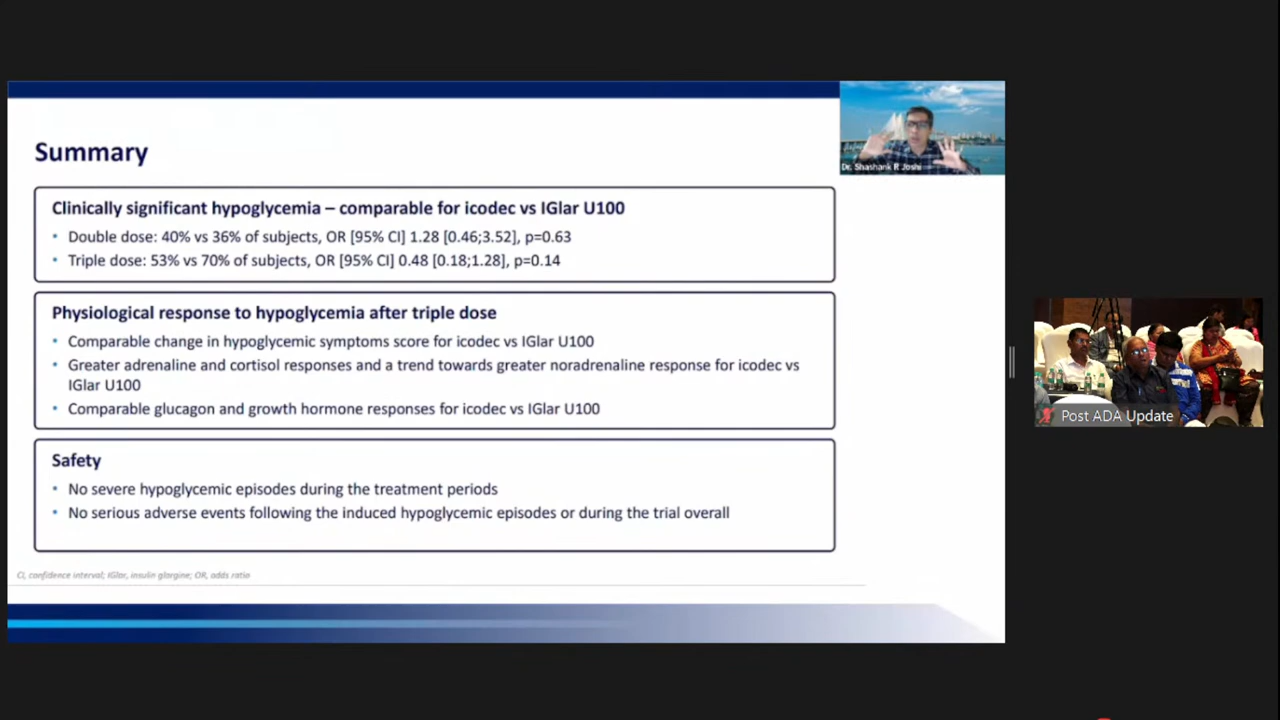 Summary
Clinically significant hypoglycemia – comparable for icodec vs IGlar U100
• Double dose: 40% vs 36% of subjects, OR [95% CI] 1.28 [0.46;3.52], p=0.63
• Triple dose: 53% vs 70% of subjects, OR [95% CI] 0.48 [0.18;1.28], p=0.14
Physiological response to hypoglycemia after triple dose
• Comparable change in hypoglycemic symptoms score for icodec vs IGlar U100
• Greater adrenaline and cortisol responses and a trend towards greater noradrenaline response for icodec vs
IGlar U100
• Comparable glucagon and growth hormone responses for icodec vs IGlar U100
Safety
• No severe hypoglycemic episodes during the treatment periods
• No serious adverse events following the induced hypoglycemic episodes or during the trial overall
CI, confidence interval; IGlar, insulin glargine; OR, odds ratio
Dr. Shashank R Joshi
Post ADA Update